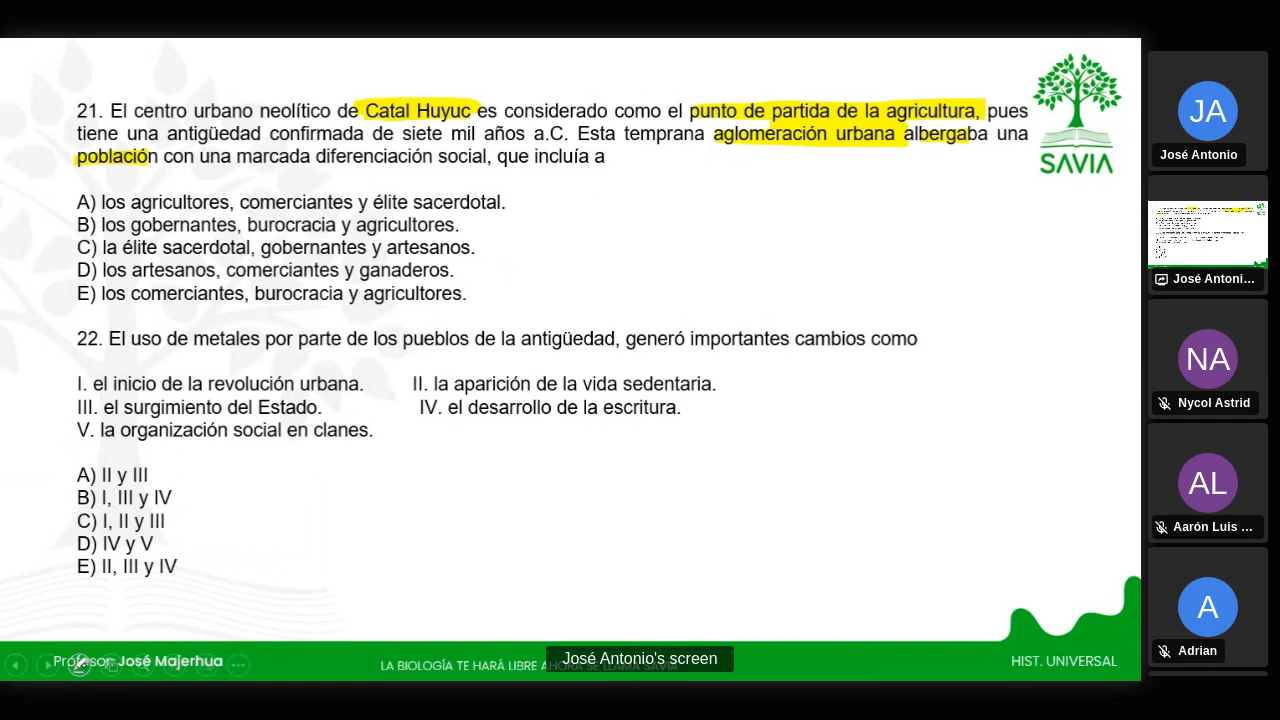 21. El centro urbano neolítico de Catal Huyuc es considerado como el punto de partida de la agricultura, pues
tiene una antigüedad confirmada de siete mil años a.C. Esta temprana aglomeración urbana albergaba una
población con una marcada diferenciación social, que incluía a
SAVIA
A) los agricultores, comerciantes y élite sacerdotal.
B) los gobernantes, burocracia y agricultores.
C) la élite sacerdotal, gobernantes y artesanos.
D) los artesanos, comerciantes y ganaderos.
E) los comerciantes, burocracia y agricultores.
22. El uso de metales por parte de los pueblos de la antigüedad, generó importantes cambios como
I. el inicio de la revolución urbana. II. la aparición de la vida sedentaria.
III. el surgimiento del Estado. IV. el desarrollo de la escritura.
V. la organización social en clanes.
A) II y III
B) I, III y IV
C) I, II y III
D) IV y V
E) II, III y IV
Profesor: José Majerhua
LA BIOLOGÍA TE HARÁ LIBRE AHORA SE LLAMA SAVIA
José Antonio's screen
HIST. UNIVERSAL
JA
José Antonio
José Antoni...
NA
Nycol Astrid
AL
Aarón Luis ...
A
Adrian